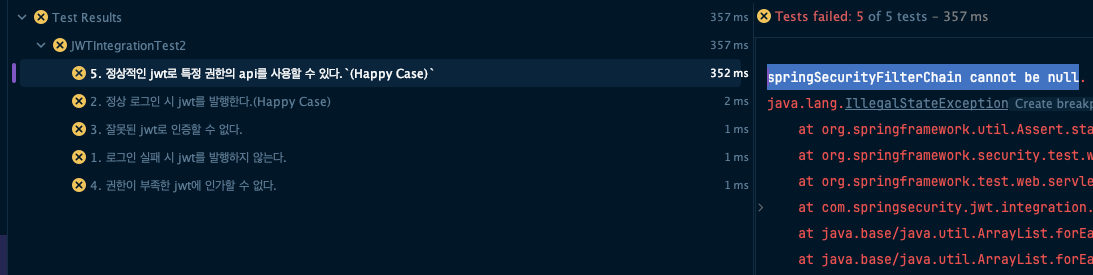 Test Results 357 ms
JWTIntegrationTest2 357 ms
5. 정상적인 jwt로 특정 권한의 api를 사용할 수 있다.`(Happy Case)` 352 ms
2. 정상 로그인 시 jwt를 발행한다.(Happy Case) 2 ms
3. 잘못된 jwt로 인증할 수 없다. 1 ms
1. 로그인 실패 시 jwt를 발행하지 않는다. 1 ms
4. 권한이 부족한 jwt에 인가할 수 없다. 1 ms
Tests failed: 5 of 5 tests – 357 ms
springSecurityFilterChain cannot be null.
java.lang.IllegalStateException Create breakp
at org.springframework.util.Assert.sta
at org.springframework.security.test.w
at org.springframework.test.web.servle
at com.springsecurity.jwt.integration.
at java.base/java.util.ArrayList.forEa
at java.base/java.util.ArrayList.forEa